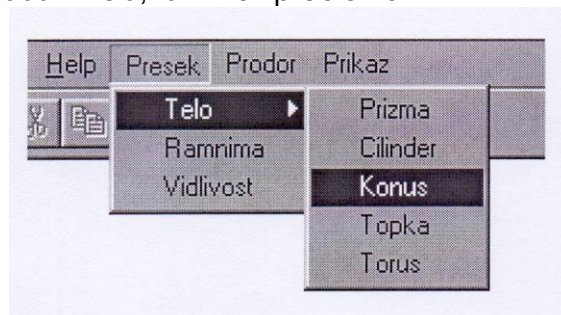 Help Presek Prodor Prikaz
Telo
Ramnima
Vidlivost
Prizma
Cilinder
Konus
Topka
Torus